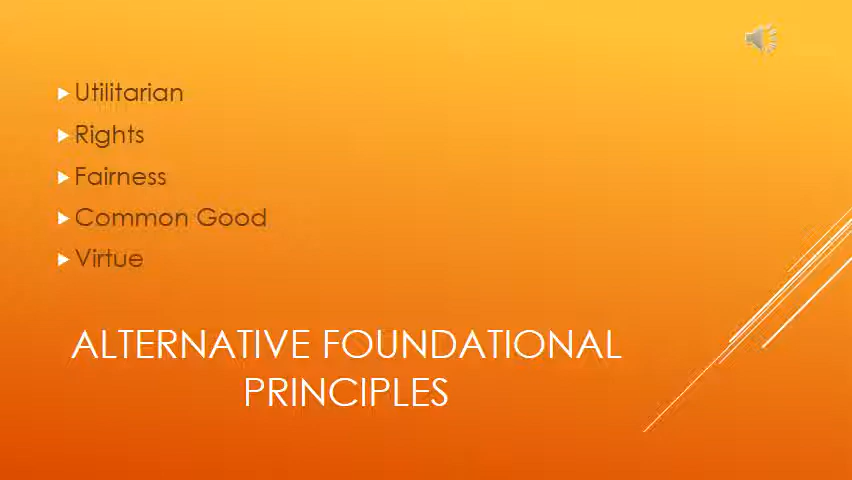 Utilitarian
Rights
Fairness
Common Good
Virtue
ALTERNATIVE FOUNDATIONAL
PRINCIPLES